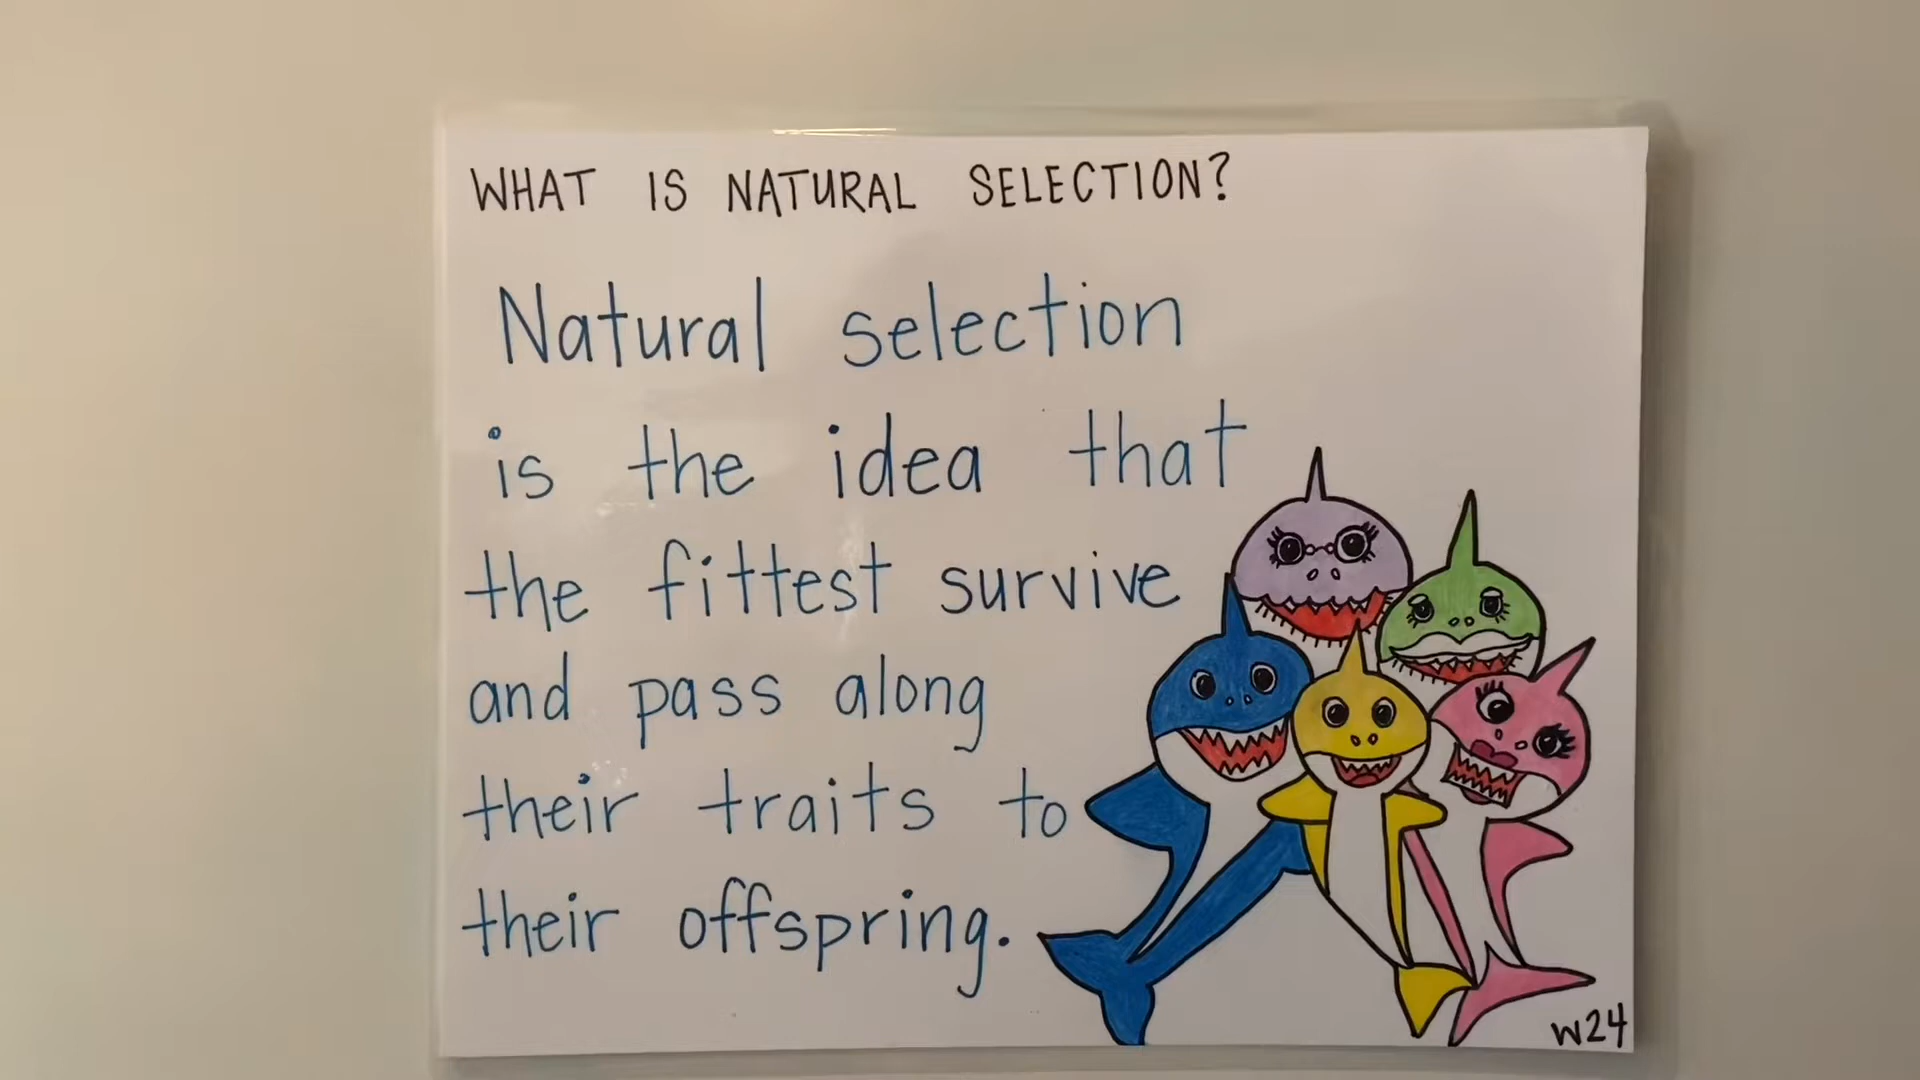 WHAT IS NATURAL SELECTION?
Natural selection
is the idea that
the fittest survive
and pass along
their traits to
their offspring.
W24